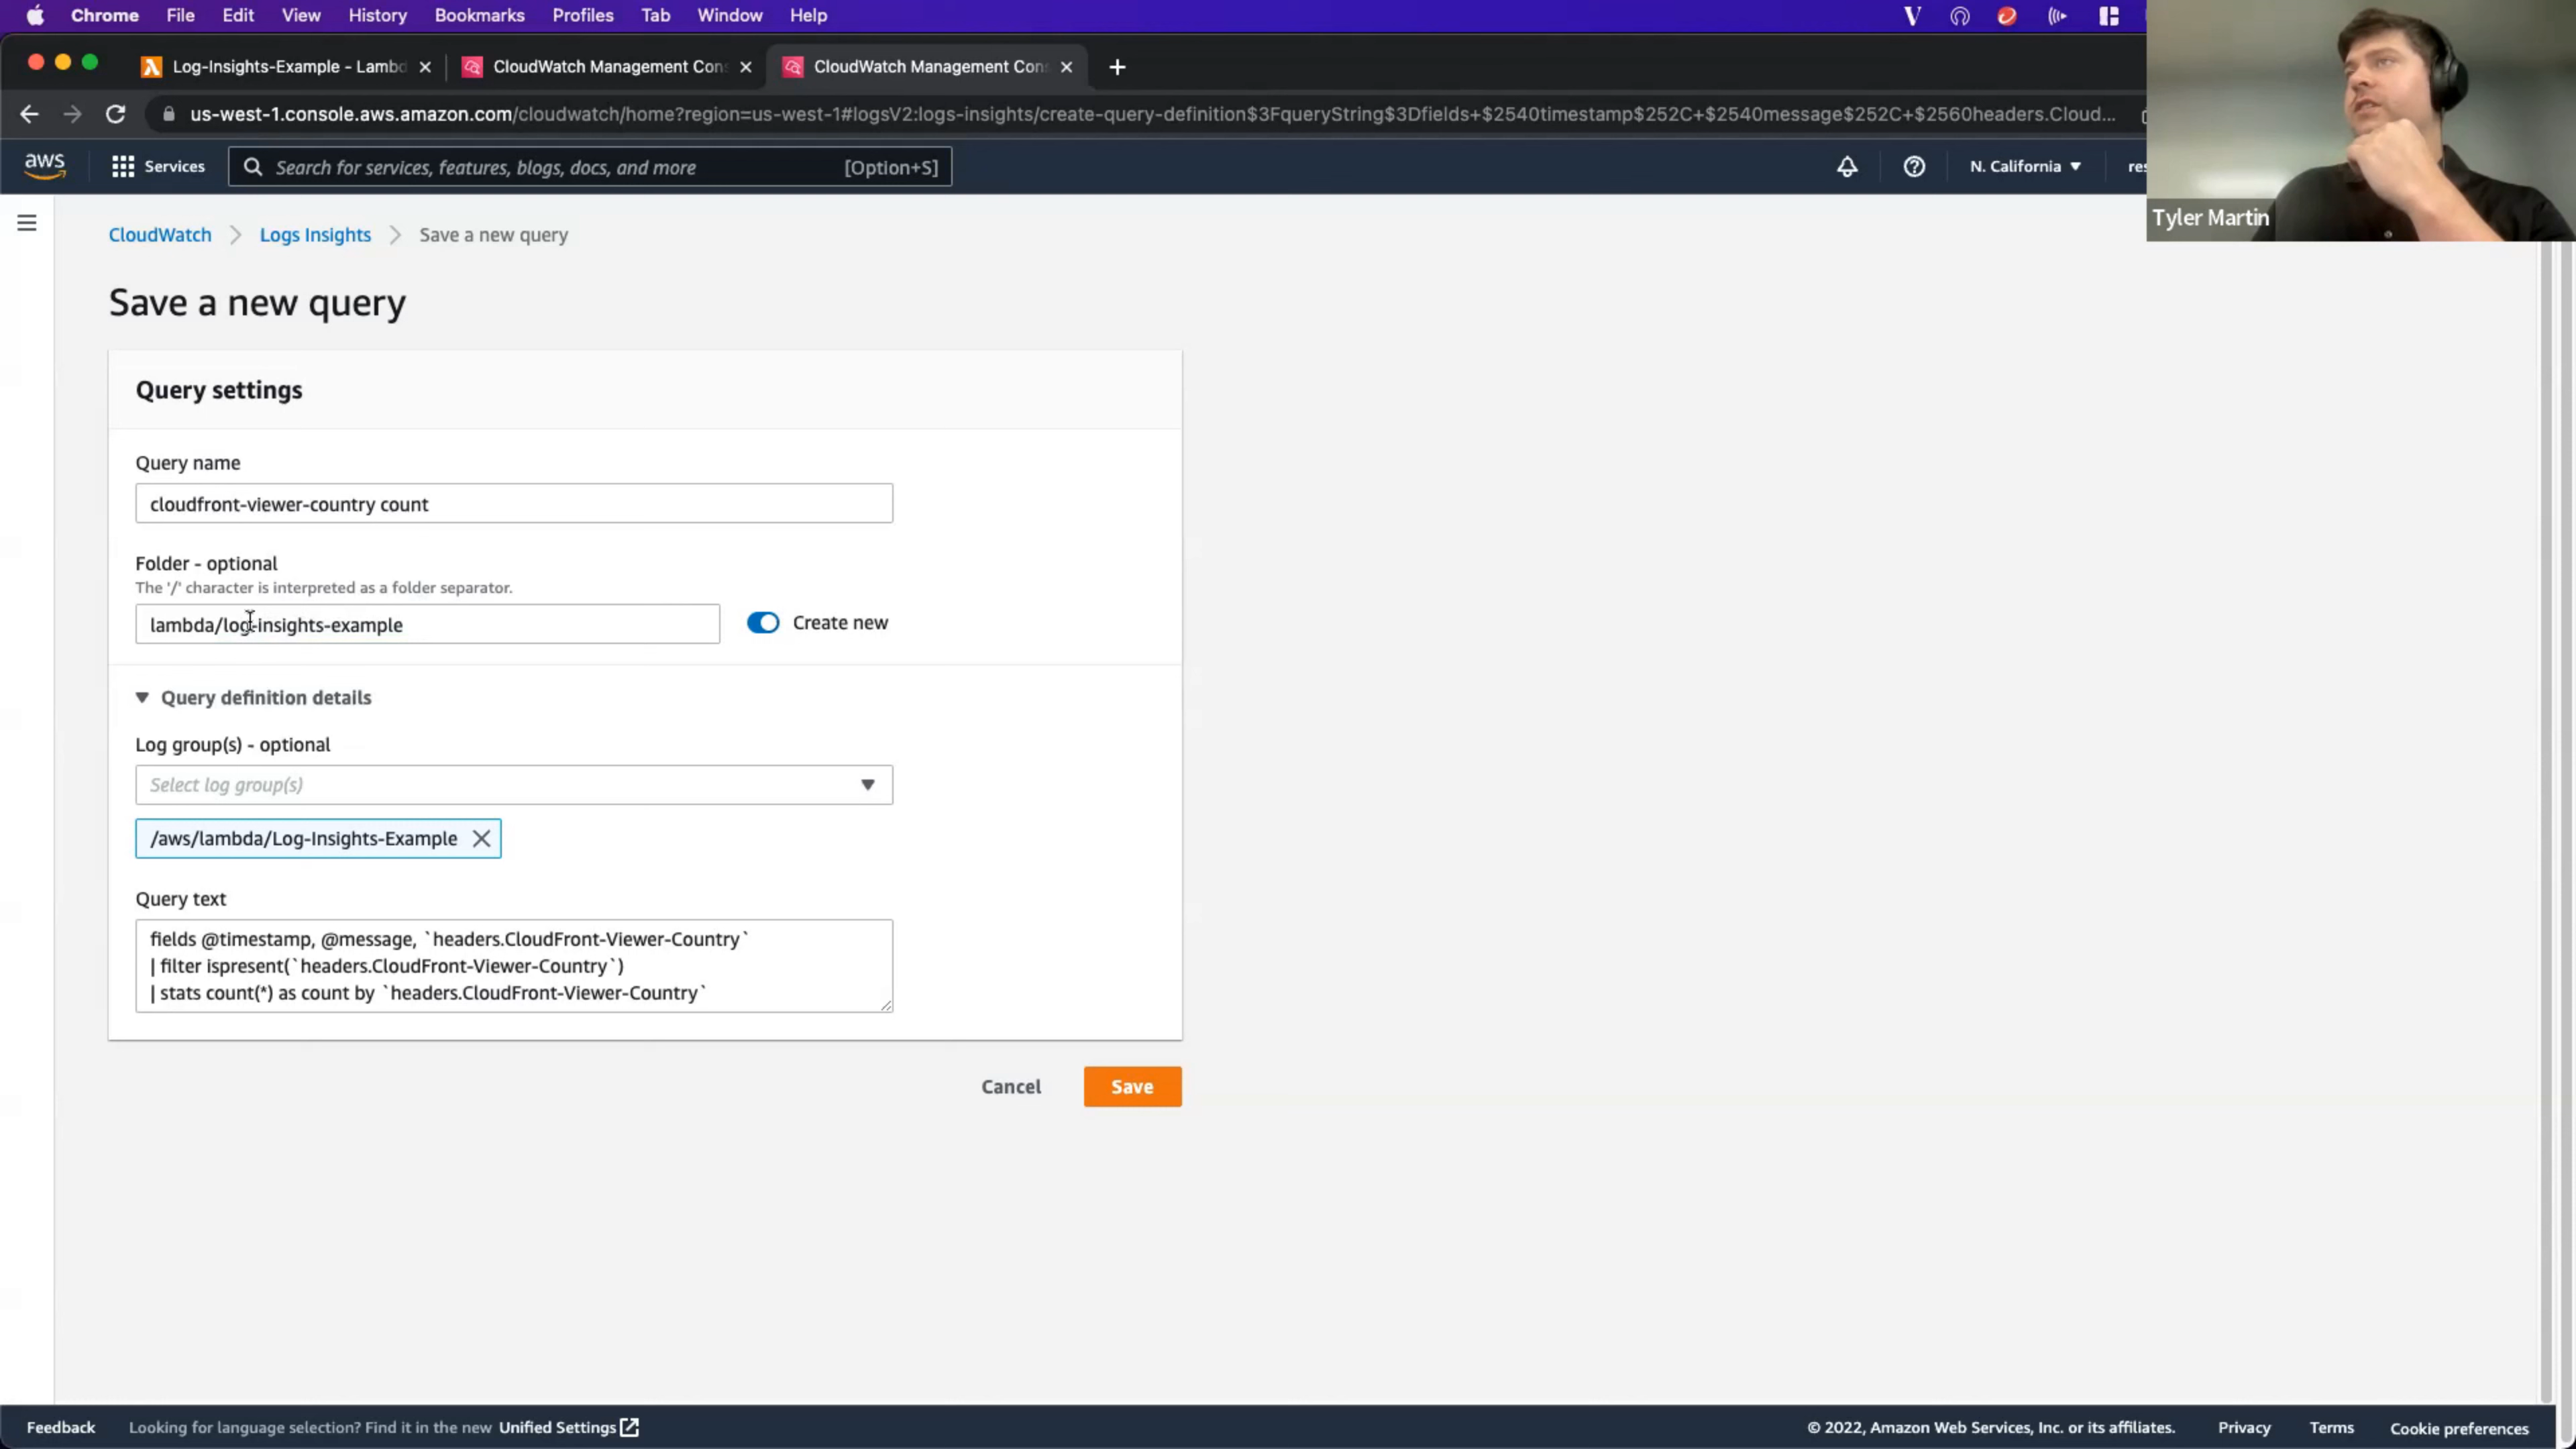 Chrome File Edit View History Bookmarks Profiles Tab Window Help
Log-Insights-Example - Lambd
CloudWatch Management Cons
CloudWatch Management Cons
us-west-1.console.aws.amazon.com/cloudwatch/home?region=us-west-1#logsV2:logs-insights/create-query-definition$3FqueryString$3Dfields+$2540timestamp$252C+$2540message$252C+$2560headers.Cloud...
aws Services Search for services, features, blogs, docs, and more [Option+S] N. California res
Tyler Martin
CloudWatch Logs Insights Save a new query
Save a new query
Query settings
Query name
cloudfront-viewer-country count
Folder - optional
The '/' character is interpreted as a folder separator.
lambda/log-insights-example Create new
Query definition details
Log group(s) - optional
Select log group(s)
/aws/lambda/Log-Insights-Example
Query text
fields @timestamp, @message, `headers.CloudFront-Viewer-Country`
| filter ispresent(`headers.CloudFront-Viewer-Country`)
| stats count(*) as count by `headers.CloudFront-Viewer-Country`
Cancel Save
Feedback Looking for language selection? Find it in the new Unified Settings © 2022, Amazon Web Services, Inc. or its affiliates. Privacy Terms Cookie preferences